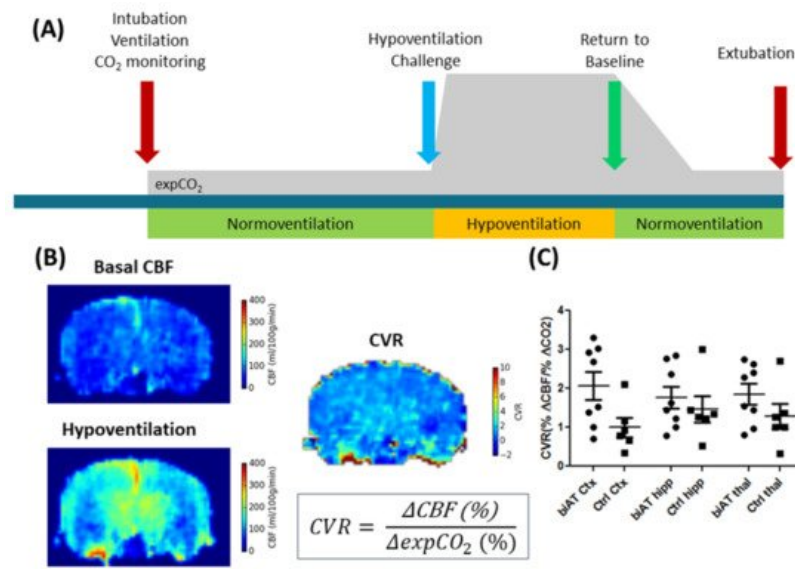 (A)
Intubation
Ventilation
CO₂ monitoring
Hypoventilation
Challenge
Return to
Baseline
Extubation
expCO₂
Normoventilation
Hypoventilation
Normoventilation
(B)
Basal CBF
400
300
200
100
0
CBF (ml/100g/min)
Hypoventilation
400
300
200
100
0
CBF (ml/100g/min)
CVR
10
8
6
4
2
0
−2
CVR
CVR = ΔCBF (%) / ΔexpCO₂ (%)
(C)
CVR(% ΔCBF/% ΔCO2)
4
3
2
1
0
biAT Ctx
Ctrl Ctx
biAT hipp
Ctrl hipp
biAT thal
Ctrl thal